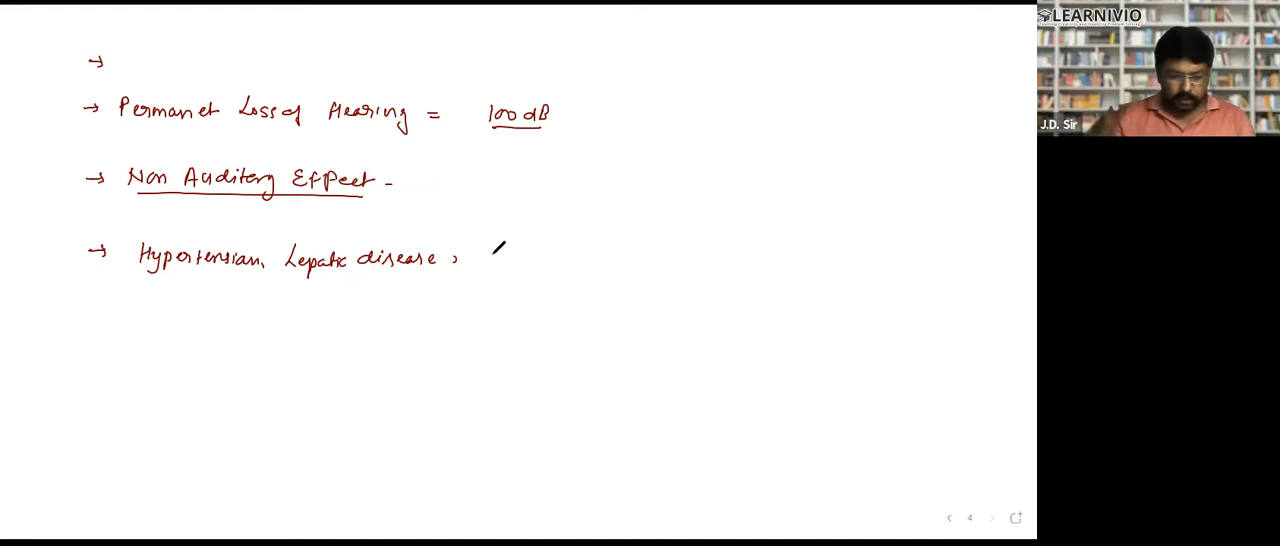 LEARNIVIO
→
→ Permanet Loss of Hearing = 100 dB
J.D. Sir
→ Non Auditory Effect -
→ Hypertension, Lepatic disease,
4